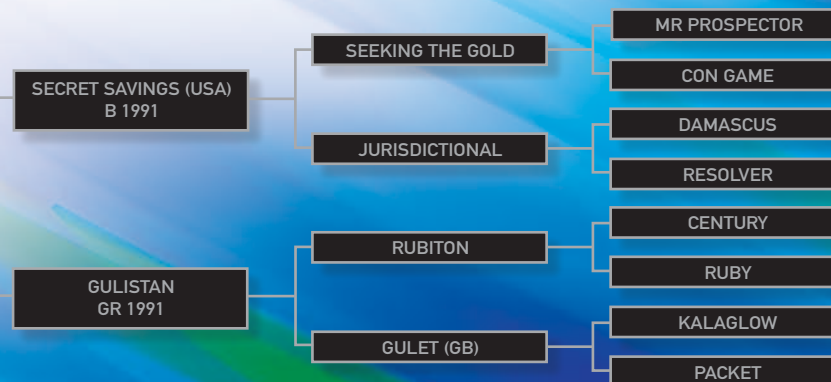 SECRET SAVINGS (USA)
B 1991
SEEKING THE GOLD
MR PROSPECTOR
CON GAME
JURISDICTIONAL
DAMASCUS
RESOLVER
GULISTAN
GR 1991
RUBITON
CENTURY
RUBY
GULET (GB)
KALAGLOW
PACKET